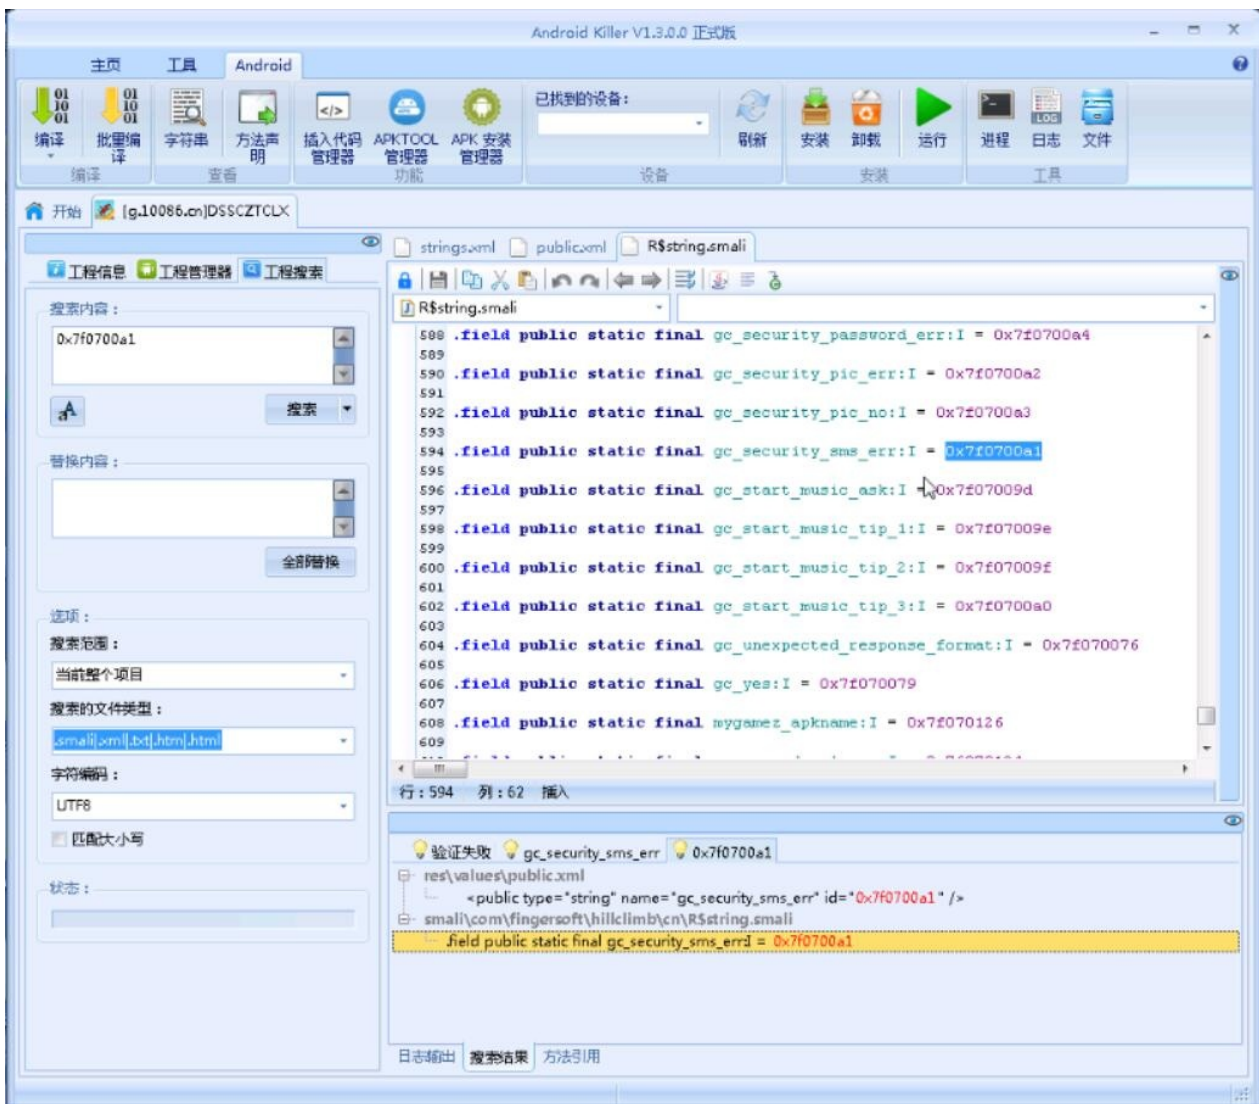 Android Killer V1.3.0.0 正式版
主页 工具 Android
编译 批量编译 字符串 方法声明 插入代码管理器 APKTOOL 管理器 APK 安装管理器 已找到的设备： 刷新 安装 卸载 运行 进程 日志 文件
编译 查看 功能 设备 安装 工具
开始 [g.10086.cn]DSSCZTCLX
工程信息 工程管理器 工程搜索
搜索内容：
0x7f0700a1
搜索
替换内容：
全部替换
选项：
搜索范围：
当前整个项目
搜索的文件类型：
.smali|.xml|.txt|.htm|.html
字符编码：
UTF8
匹配大小写
状态：
strings.xml public.xml R$string.smali
R$string.smali
588 .field public static final gc_security_password_err:I = 0x7f0700a4
589
590 .field public static final gc_security_pic_err:I = 0x7f0700a2
591
592 .field public static final gc_security_pic_no:I = 0x7f0700a3
593
594 .field public static final gc_security_sms_err:I = 0x7f0700a1
595
596 .field public static final gc_start_music_ask:I = 0x7f07009d
597
598 .field public static final gc_start_music_tip_1:I = 0x7f07009e
599
600 .field public static final gc_start_music_tip_2:I = 0x7f07009f
601
602 .field public static final gc_start_music_tip_3:I = 0x7f0700a0
603
604 .field public static final gc_unexpected_response_format:I = 0x7f070076
605
606 .field public static final gc_yes:I = 0x7f070079
607
608 .field public static final mygamez_apkname:I = 0x7f070126
609
行：594 列：62 插入
验证失败 gc_security_sms_err 0x7f0700a1
res\values\public.xml
<public type="string" name="gc_security_sms_err" id="0x7f0700a1" />
smali\com\fingersoft\hillclimb\cn\R$string.smali
.field public static final gc_security_sms_err:I = 0x7f0700a1
日志输出 搜索结果 方法引用